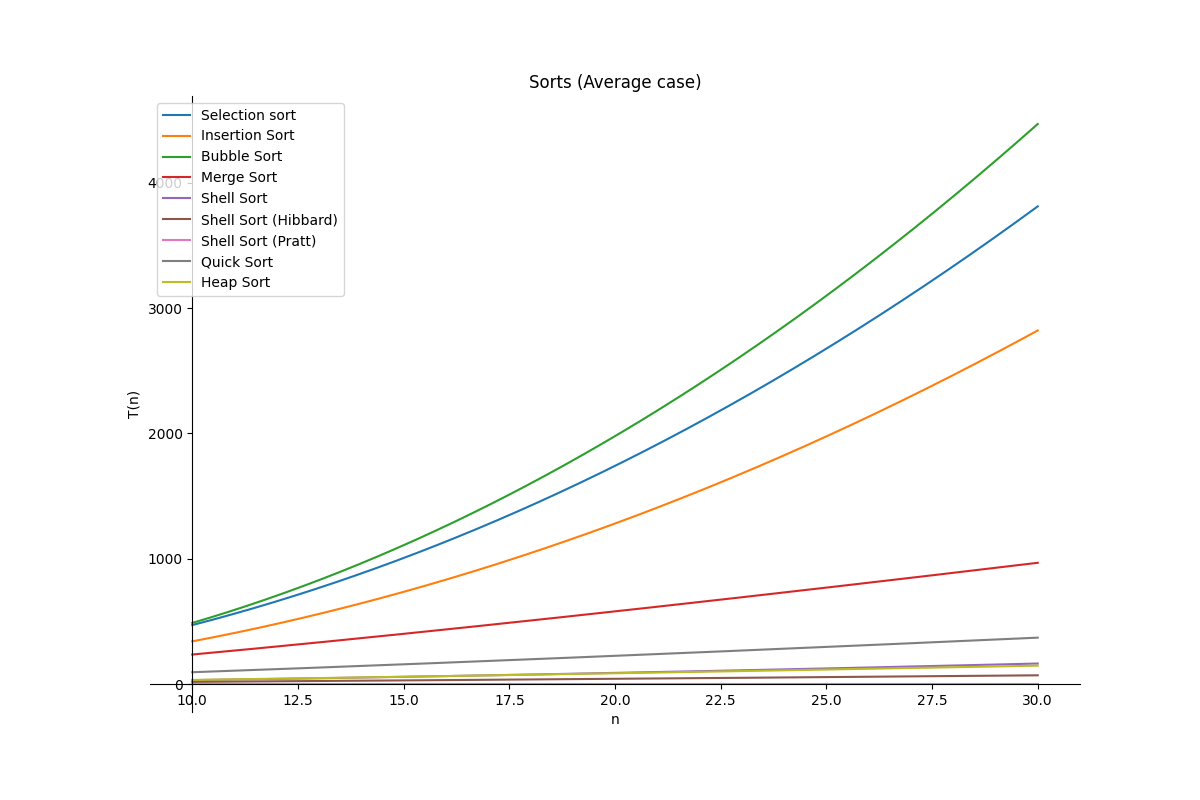 Sorts (Average case)
Selection sort
Insertion Sort
Bubble Sort
Merge Sort
Shell Sort
Shell Sort (Hibbard)
Shell Sort (Pratt)
Quick Sort
Heap Sort
4000
3000
2000
1000
0
T(n)
10.0 12.5 15.0 17.5 20.0 22.5 25.0 27.5 30.0
n